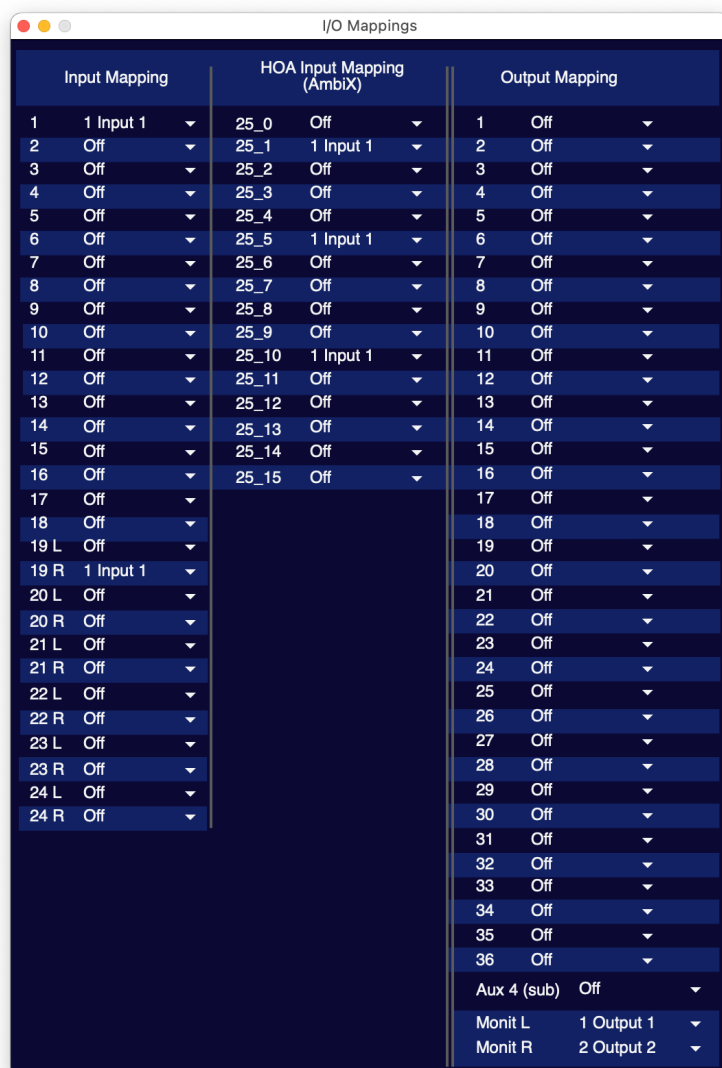 I/O Mappings
Input Mapping
HOA Input Mapping
(AmbiX)
Output Mapping
1 1 Input 1 25_0 Off 1 Off
2 Off 25_1 1 Input 1 2 Off
3 Off 25_2 Off 3 Off
4 Off 25_3 Off 4 Off
5 Off 25_4 Off 5 Off
6 Off 25_5 1 Input 1 6 Off
7 Off 25_6 Off 7 Off
8 Off 25_7 Off 8 Off
9 Off 25_8 Off 9 Off
10 Off 25_9 Off 10 Off
11 Off 25_10 1 Input 1 11 Off
12 Off 25_11 Off 12 Off
13 Off 25_12 Off 13 Off
14 Off 25_13 Off 14 Off
15 Off 25_14 Off 15 Off
16 Off 25_15 Off 16 Off
17 Off 17 Off
18 Off 18 Off
19 L Off 19 Off
19 R 1 Input 1 20 Off
20 L Off 21 Off
20 R Off 22 Off
21 L Off 23 Off
21 R Off 24 Off
22 L Off 25 Off
22 R Off 26 Off
23 L Off 27 Off
23 R Off 28 Off
24 L Off 29 Off
24 R Off 30 Off
31 Off
32 Off
33 Off
34 Off
35 Off
36 Off
Aux 4 (sub) Off
Monit L 1 Output 1
Monit R 2 Output 2